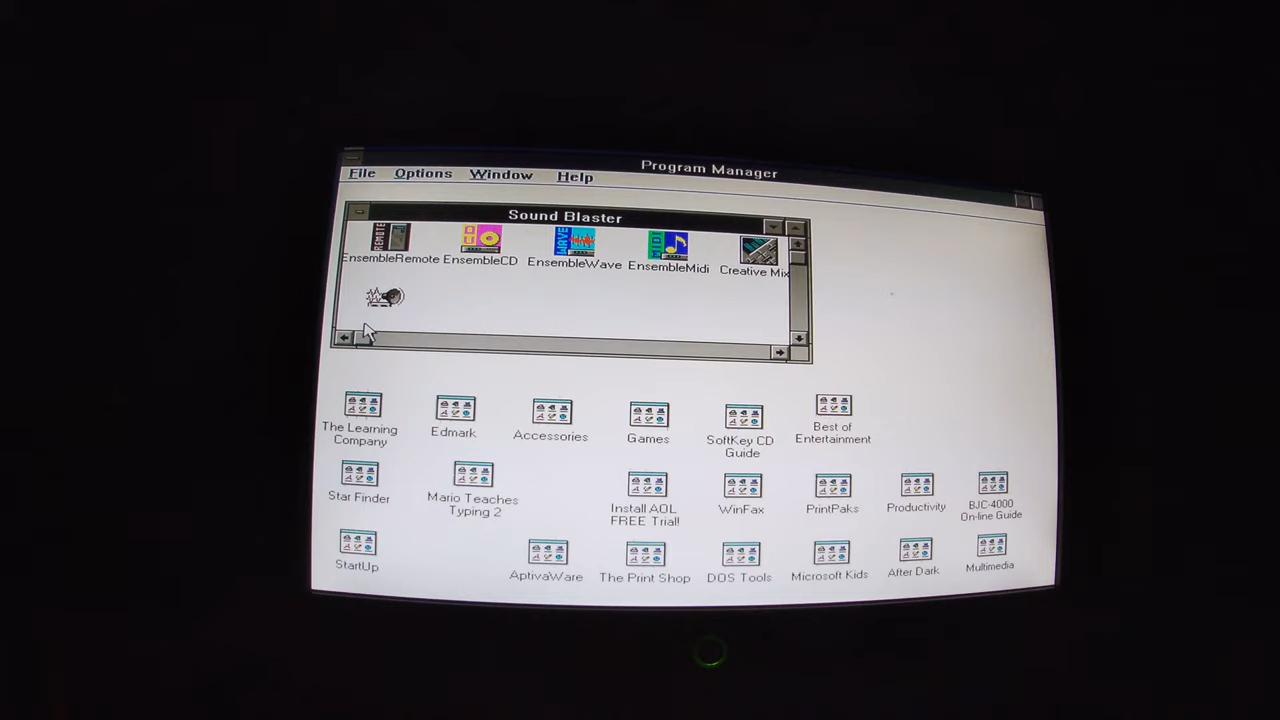 Program Manager
File Options Window Help
Sound Blaster
REMOTE
WAVE
MIDI
EnsembleRemote EnsembleCD EnsembleWave EnsembleMidi Creative Mix
The Learning
Company
Edmark
Accessories
Games
SoftKey CD
Guide
Best of
Entertainment
Star Finder
Mario Teaches
Typing 2
Install AOL
FREE Trial!
WinFax
PrintPaks
Productivity
BJC-4000
On-line Guide
StartUp
AptivaWare
The Print Shop
DOS Tools
Microsoft Kids
After Dark
Multimedia